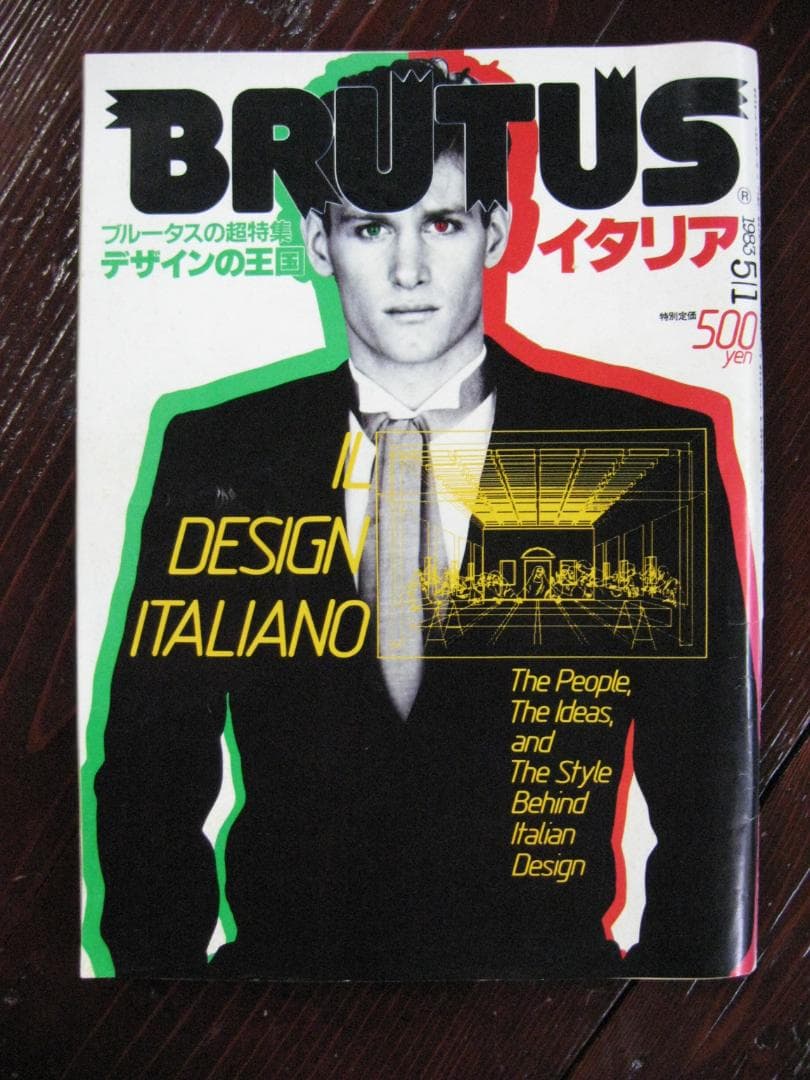 BRUTUS
®
ブルータスの超特集
デザインの王国
イタリア
1983 5/1
特別定価
500
yen
IL
DESIGN
ITALIANO
The People,
The Ideas,
and
The Style
Behind
Italian
Design